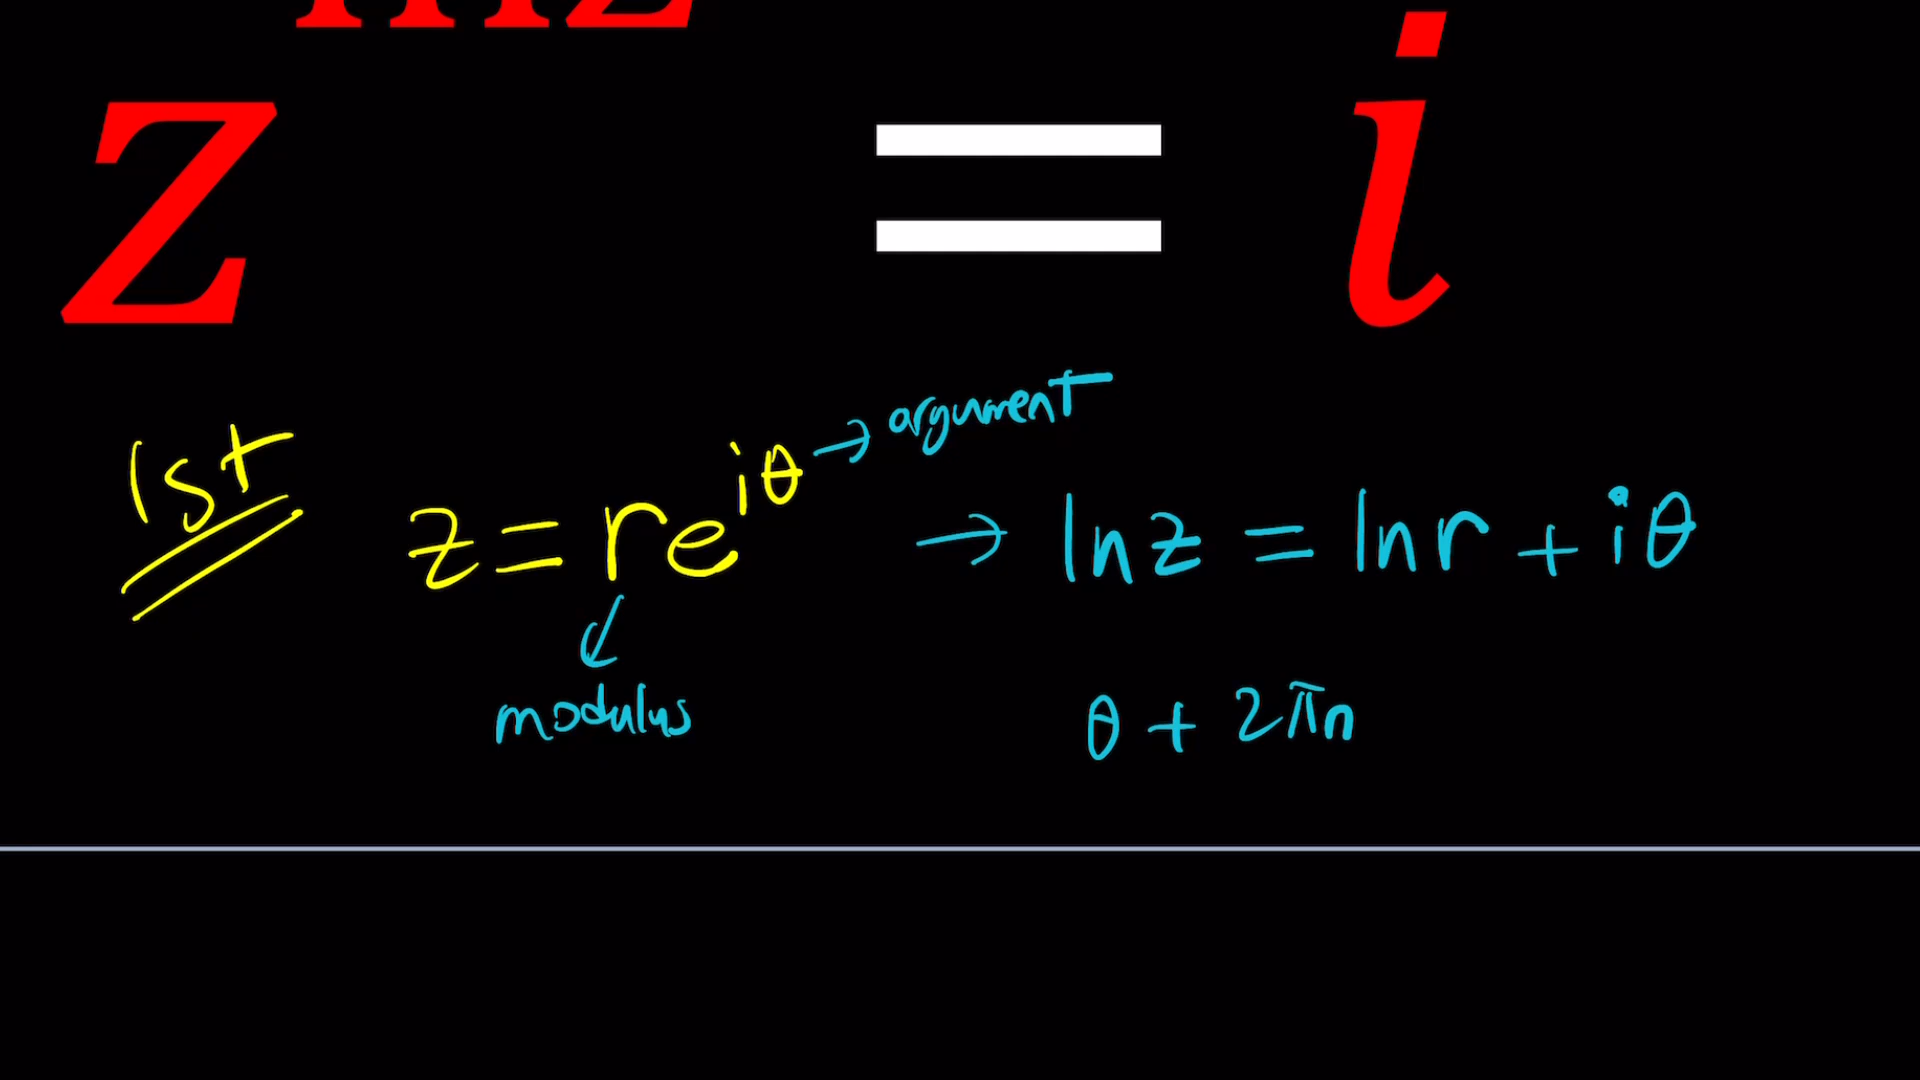 z = i
1st
z = re^{iθ} → argument → ln z = ln r + iθ
modulus
θ + 2πn